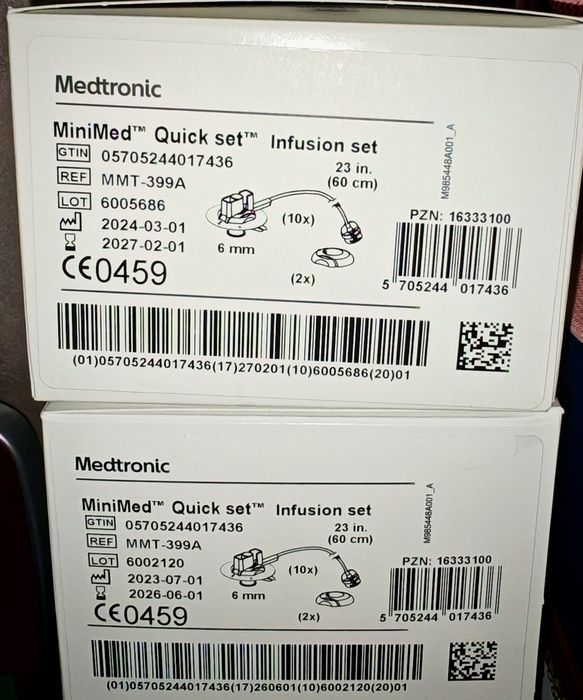 Medtronic
MiniMed™ Quick set™ Infusion set
GTIN 05705244017436
23 in.
(60 cm)
REF MMT-399A
LOT 6005686
2024-03-01
2027-02-01
(10x)
6 mm
(2x)
CE0459
M985448A001_A
PZN: 16333100
5 705244 017436
(01)05705244017436(17)270201(10)6005686(20)01
Medtronic
MiniMed™ Quick set™ Infusion set
GTIN 05705244017436
23 in.
(60 cm)
REF MMT-399A
LOT 6002120
2023-07-01
2026-06-01
(10x)
6 mm
(2x)
CE0459
M985448A001_A
PZN: 16333100
5 705244 017436
(01)05705244017436(17)260601(10)6002120(20)01